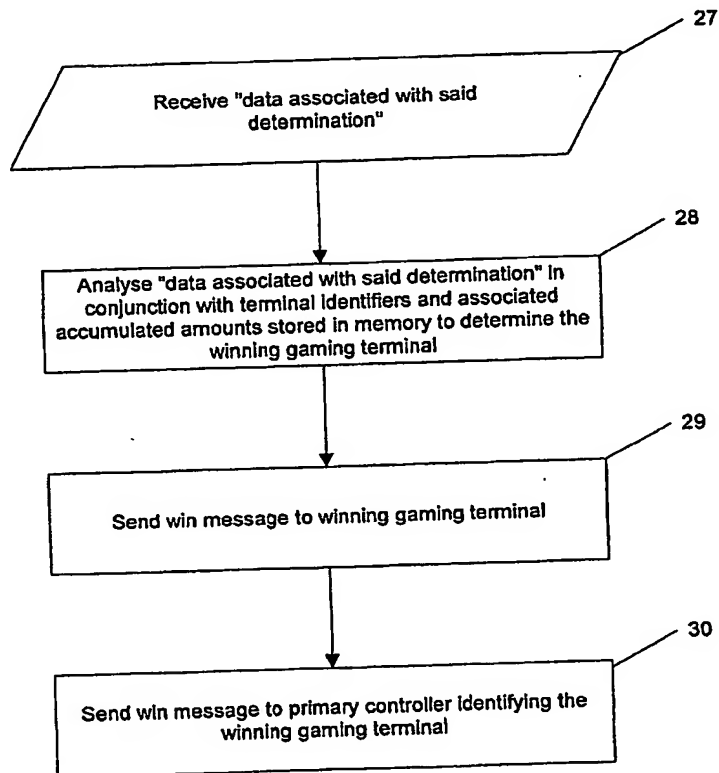 27
Receive "data associated with said
determination"
28
Analyse "data associated with said determination" in
conjunction with terminal identifiers and associated
accumulated amounts stored in memory to determine the
winning gaming terminal
29
Send win message to winning gaming terminal
30
Send win message to primary controller identifying the
winning gaming terminal